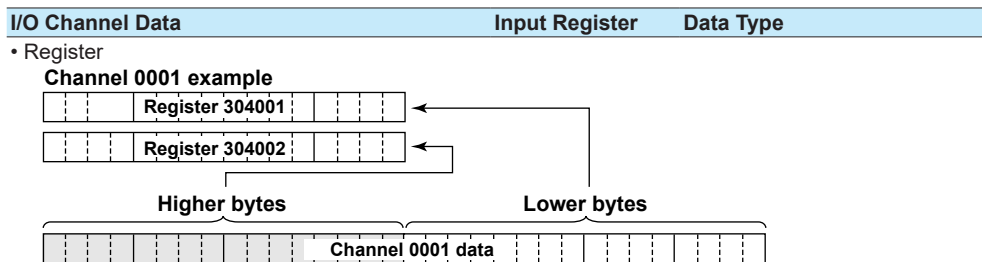 I/O Channel Data Input Register Data Type
• Register
Channel 0001 example
Register 304001
Register 304002
Higher bytes Lower bytes
Channel 0001 data